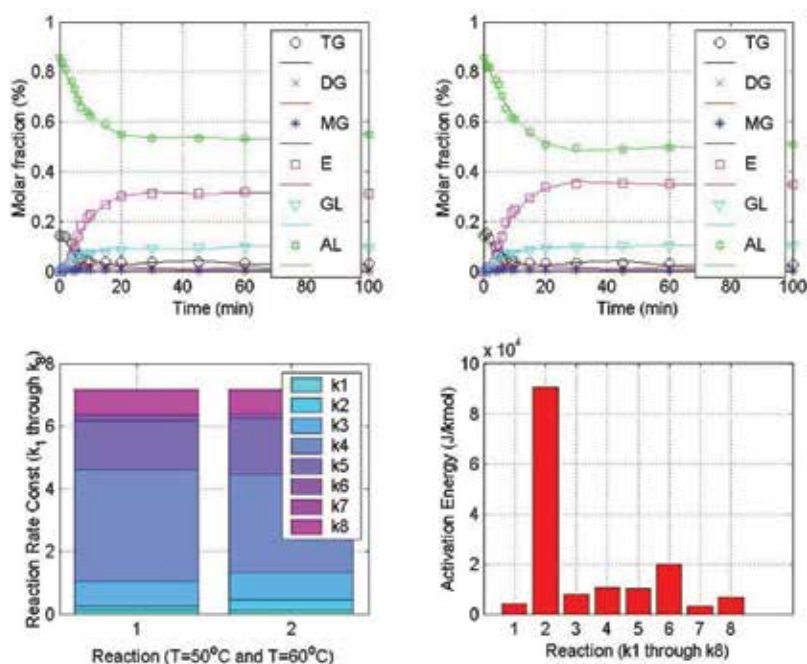 1
0.8
0.6
0.4
0.2
0
Molar fraction (%)
0 20 40 60 80 100
Time (min)
TG
DG
MG
E
GL
AL
1
0.8
0.6
0.4
0.2
0
Molar fraction (%)
0 20 40 60 80 100
Time (min)
TG
DG
MG
E
GL
AL
8
6
4
2
0
Reaction Rate Const (k1 through k8)
1 2
Reaction (T=50°C and T=60°C)
k1
k2
k3
k4
k5
k6
k7
k8
x 10⁴
10
8
6
4
2
0
Activation Energy (J/kmol)
1 2 3 4 5 6 7 8
Reaction (k1 through k8)